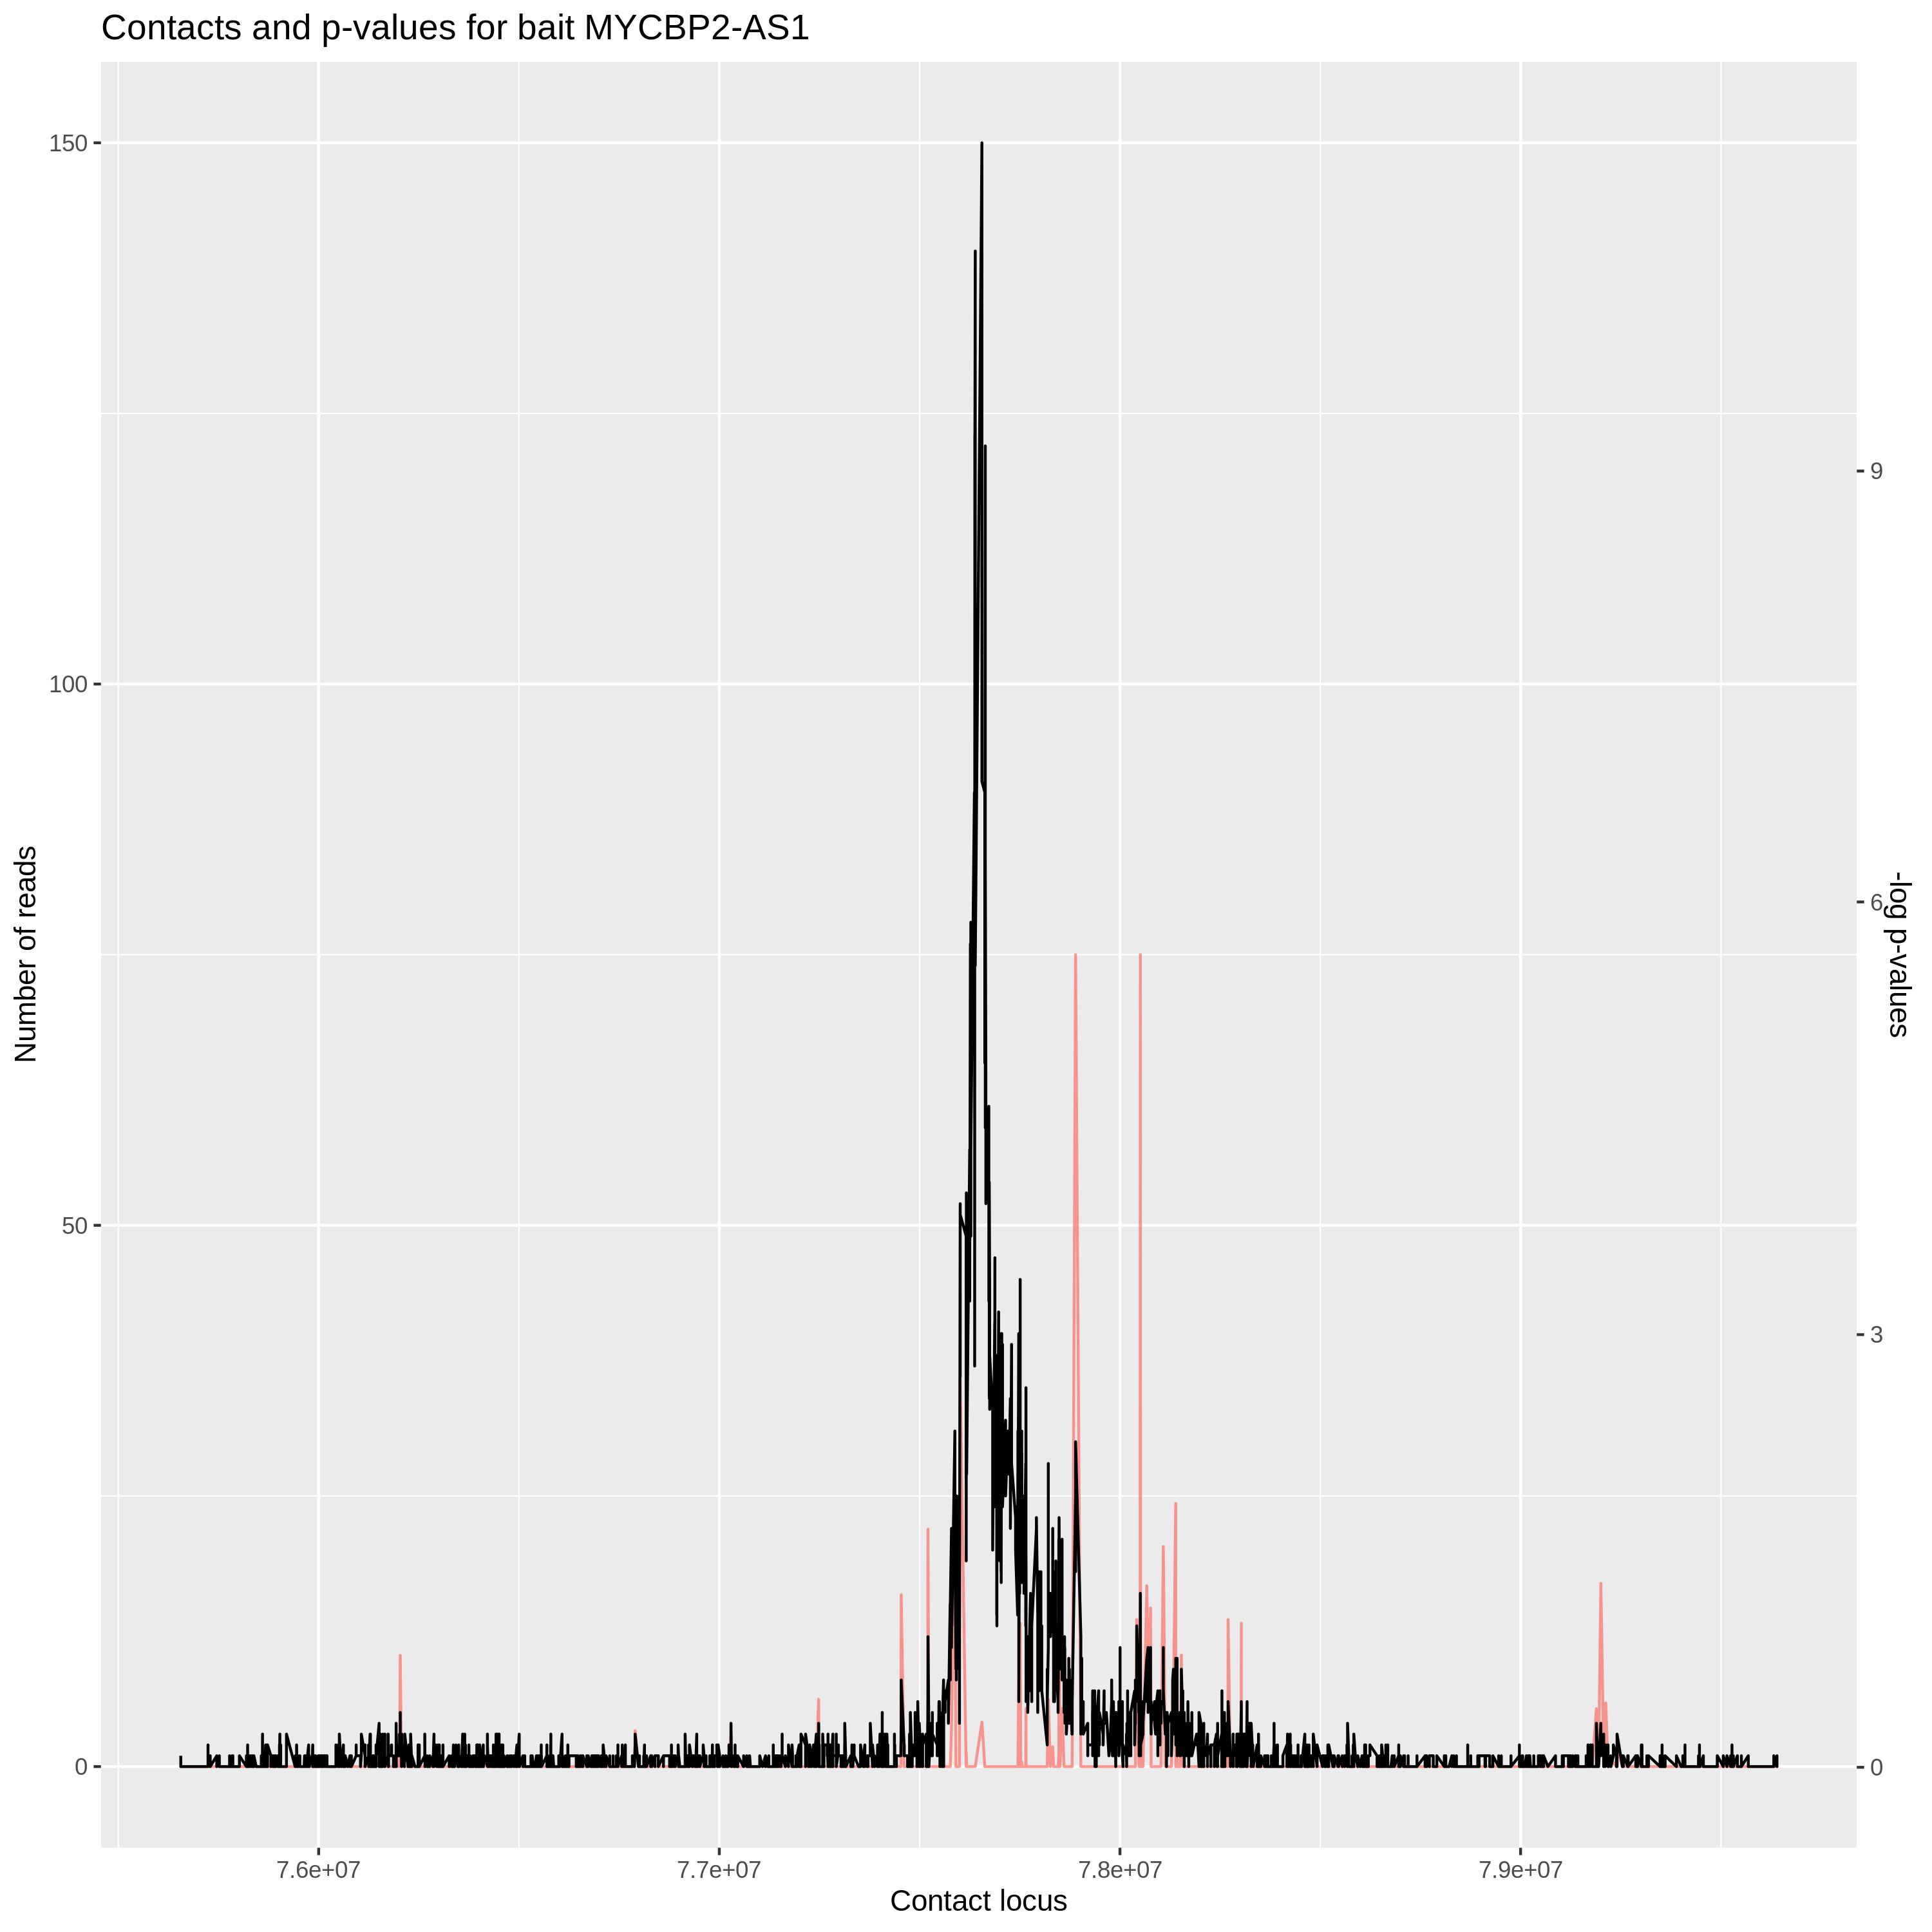 Contacts and p-values for bait MYCBP2-AS1
150
100
50
0
Number of reads
9
6
3
0
-log p-values
7.6e+07
7.7e+07
7.8e+07
7.9e+07
Contact locus